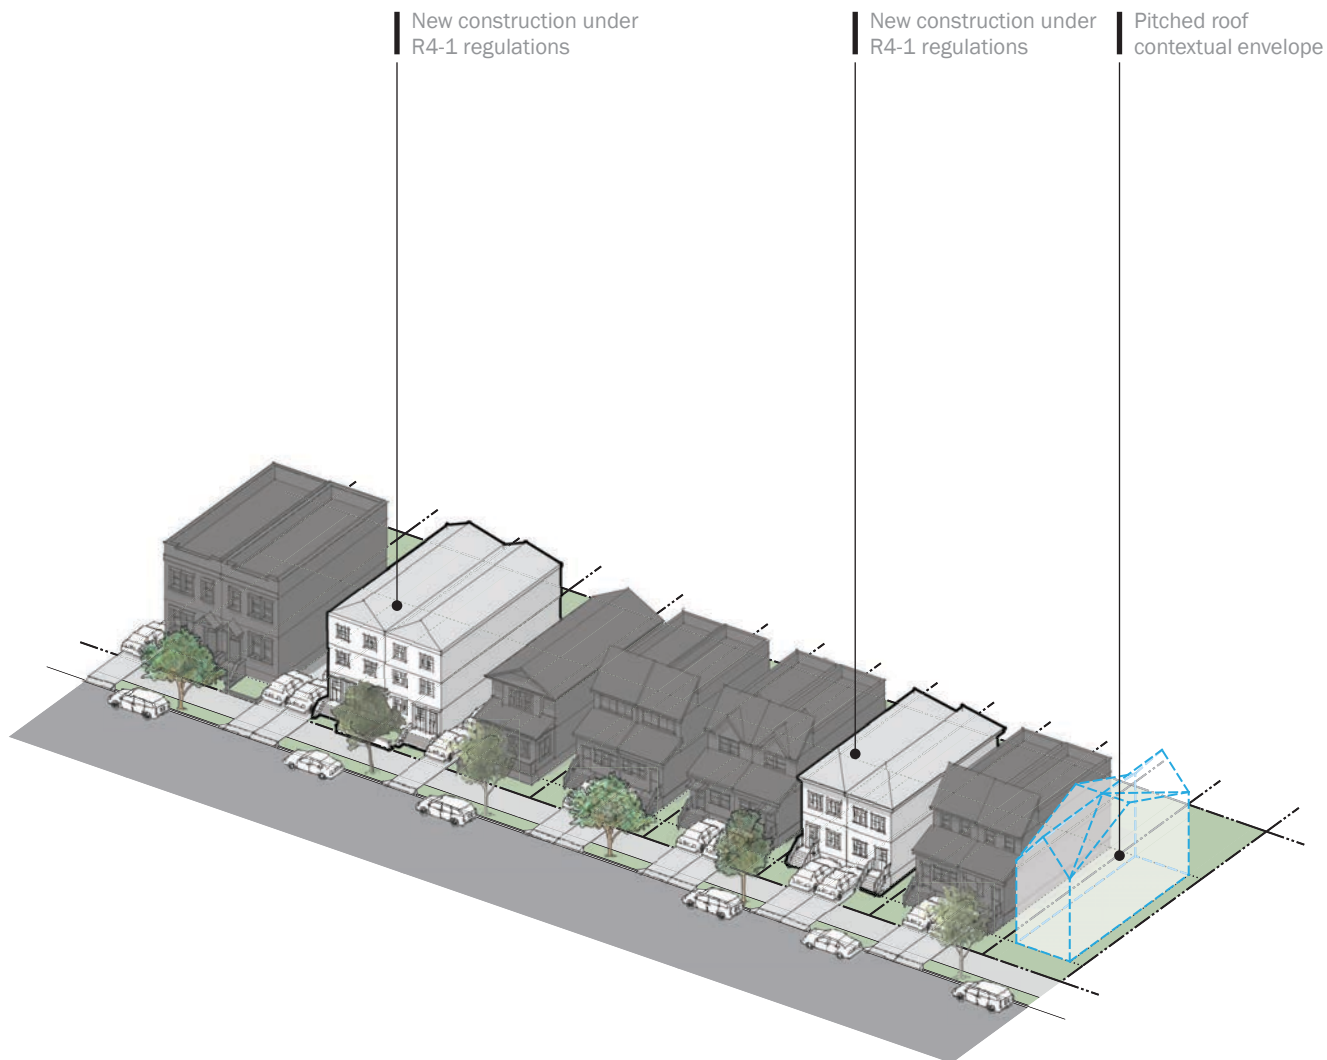 New construction under
R4-1 regulations
New construction under
R4-1 regulations
Pitched roof
contextual envelope